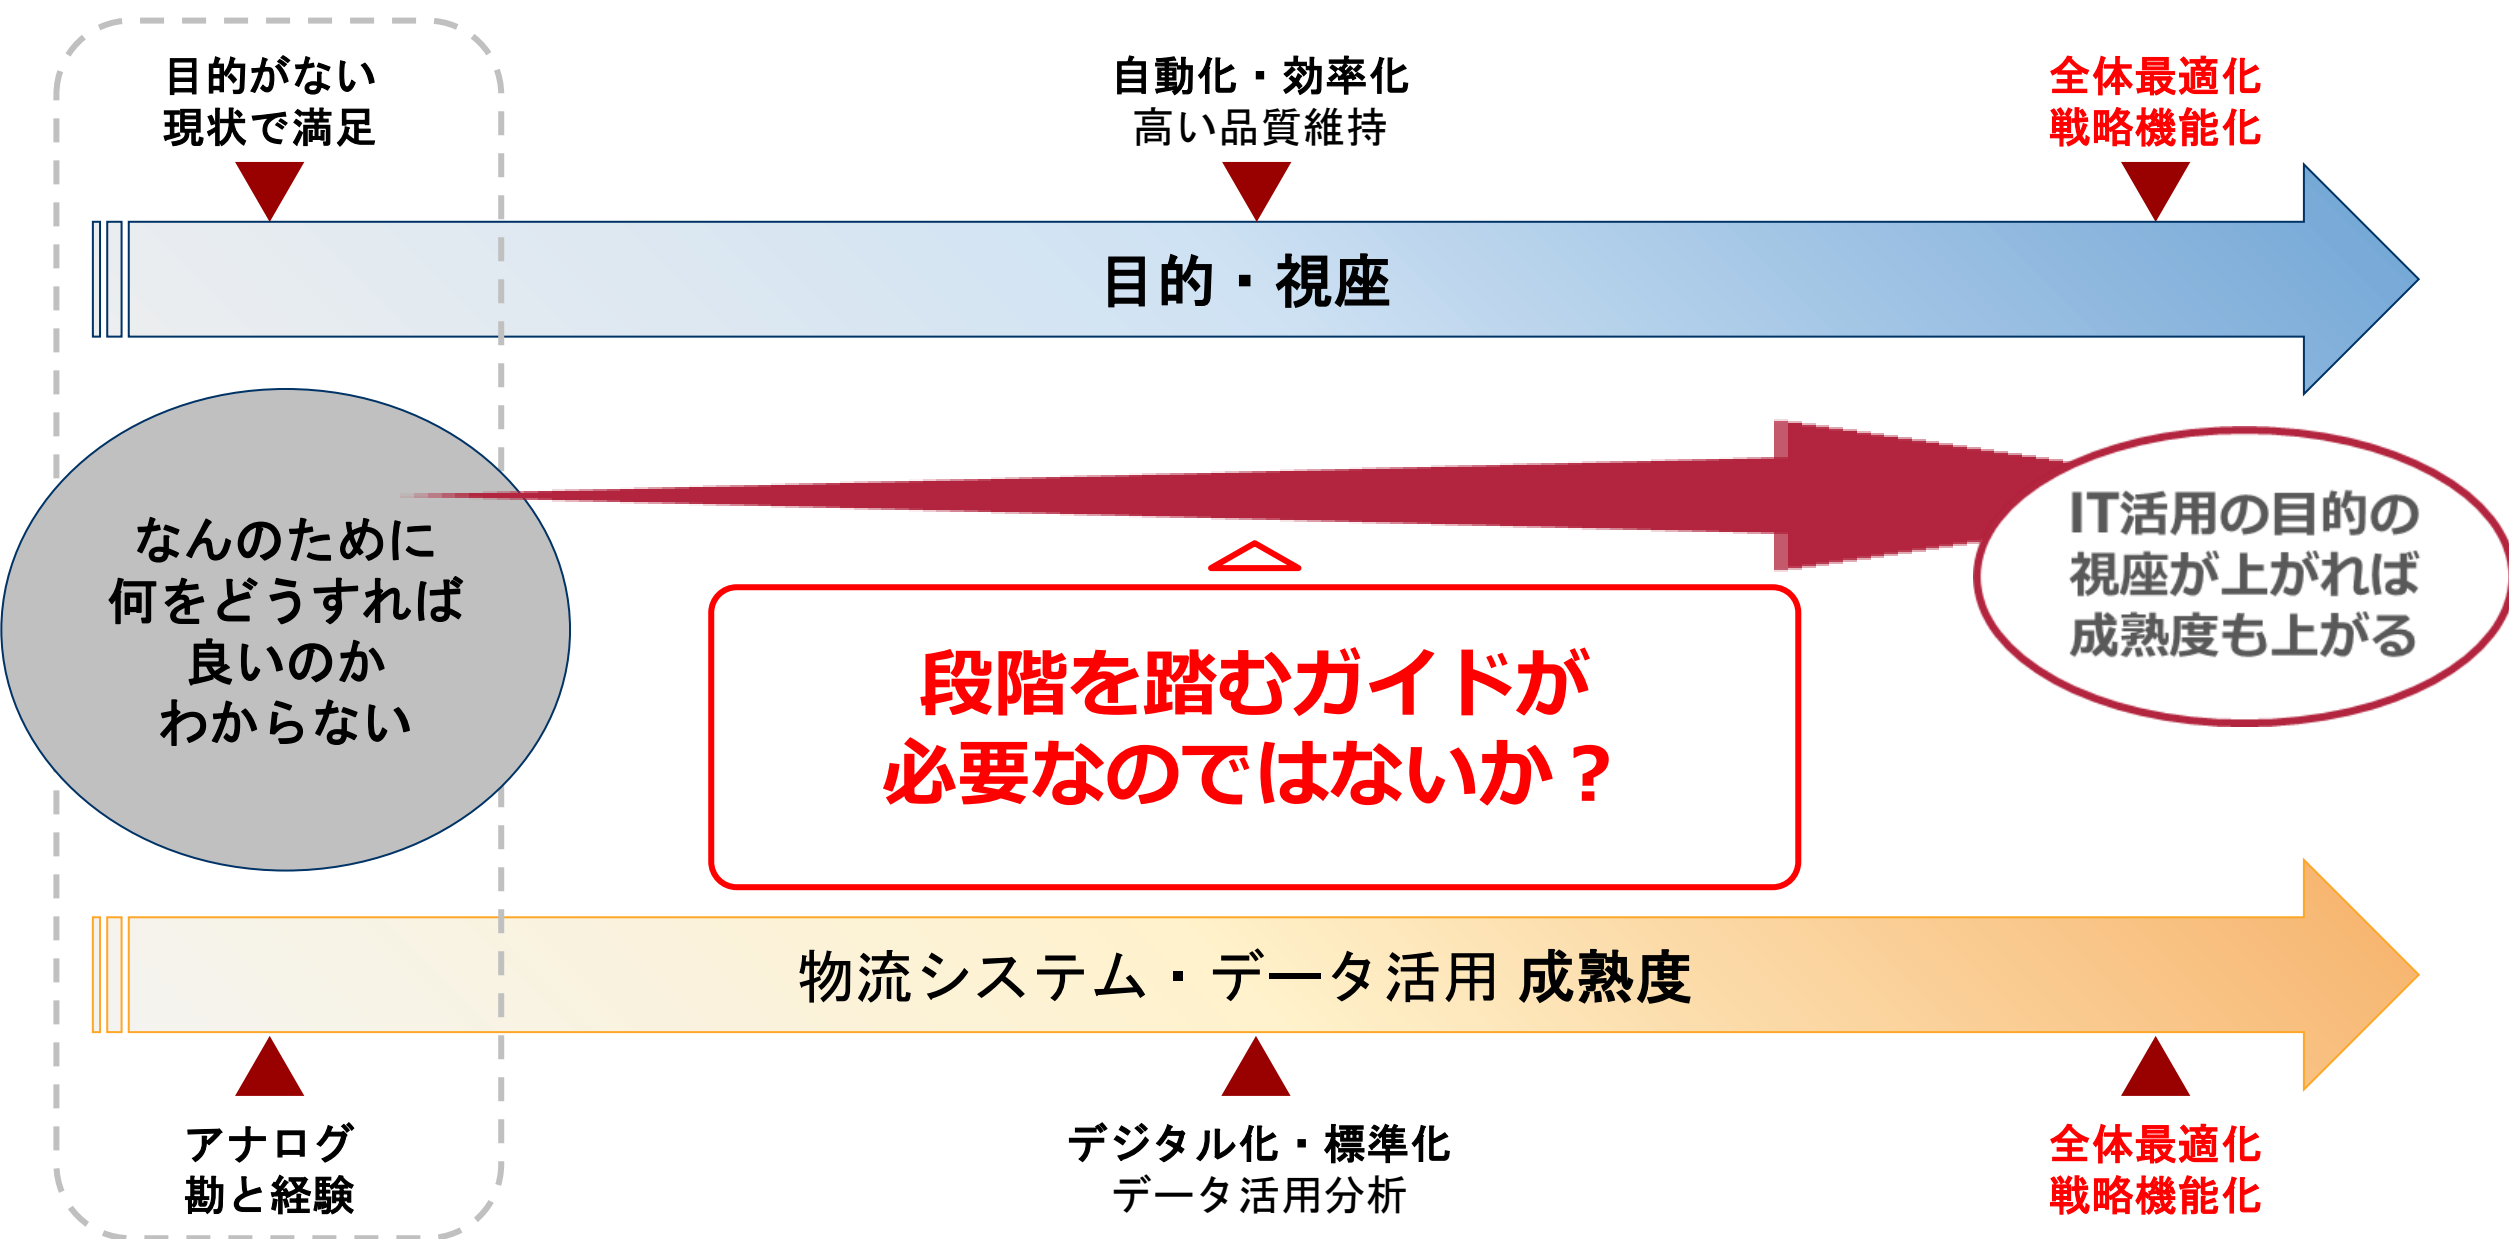 目的がない
現状で満足
自動化・効率化
高い品質維持
全体最適化
戦略機能化
目的・視座
なんのために
何をどうすれば
良いのか
わからない
IT活用の目的の
視座が上がれば
成熟度も上がる
段階を踏むガイドが
必要なのではないか？
物流システム・データ活用 成熟度
アナログ
勘と経験
デジタル化・標準化
データ活用分析
全体最適化
戦略機能化